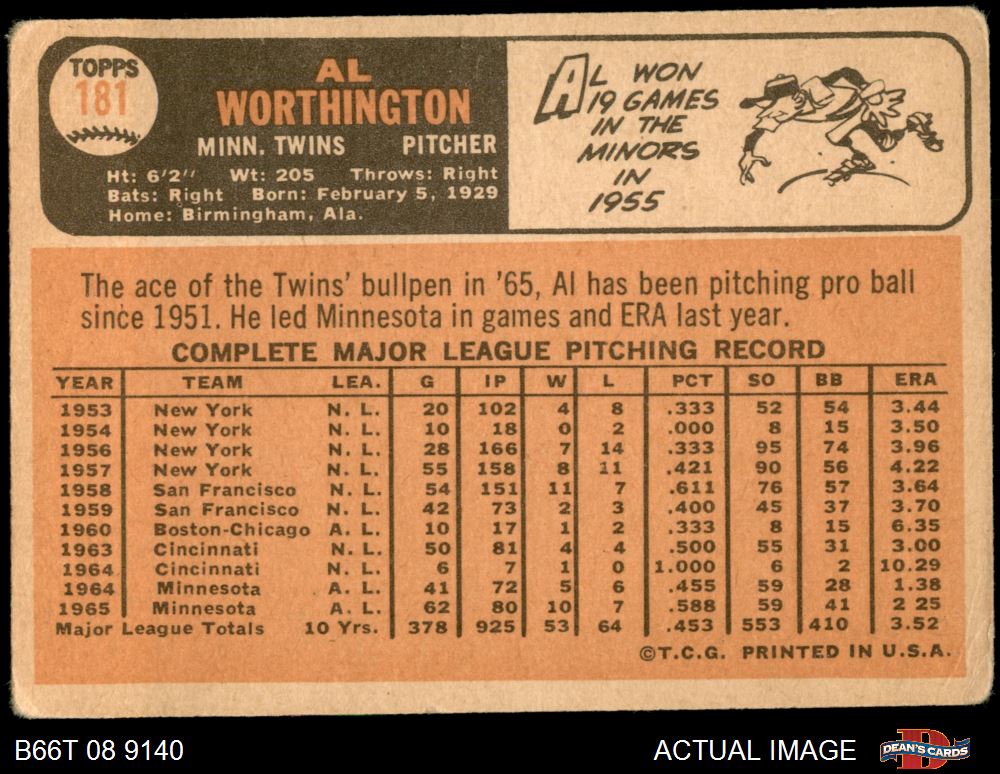 TOPPS
181
AL
WORTHINGTON
MINN. TWINS PITCHER
Ht: 6'2" Wt: 205 Throws: Right
Bats: Right Born: February 5, 1929
Home: Birmingham, Ala.
AL WON
19 GAMES
IN THE
MINORS
IN
1955
The ace of the Twins' bullpen in '65, Al has been pitching pro ball
since 1951. He led Minnesota in games and ERA last year.
COMPLETE MAJOR LEAGUE PITCHING RECORD
YEAR TEAM LEA. G IP W L PCT SO BB ERA
1953 New York N. L. 20 102 4 8 .333 52 54 3.44
1954 New York N. L. 10 18 0 2 .000 8 15 3.50
1956 New York N. L. 28 166 7 14 .333 95 74 3.96
1957 New York N. L. 55 158 8 11 .421 90 56 4.22
1958 San Francisco N. L. 54 151 11 7 .611 76 57 3.64
1959 San Francisco N. L. 42 73 2 3 .400 45 37 3.70
1960 Boston-Chicago A. L. 10 17 1 2 .333 8 15 6.35
1963 Cincinnati N. L. 50 81 4 4 .500 55 31 3.00
1964 Cincinnati N. L. 6 7 1 0 1.000 6 2 10.29
1964 Minnesota A. L. 41 72 5 6 .455 59 28 1.38
1965 Minnesota A. L. 62 80 10 7 .588 59 41 2 25
Major League Totals 10 Yrs. 378 925 53 64 .453 553 410 3.52
©T.C.G. PRINTED IN U.S.A.
B66T 08 9140 ACTUAL IMAGE DEAN'S CARDS